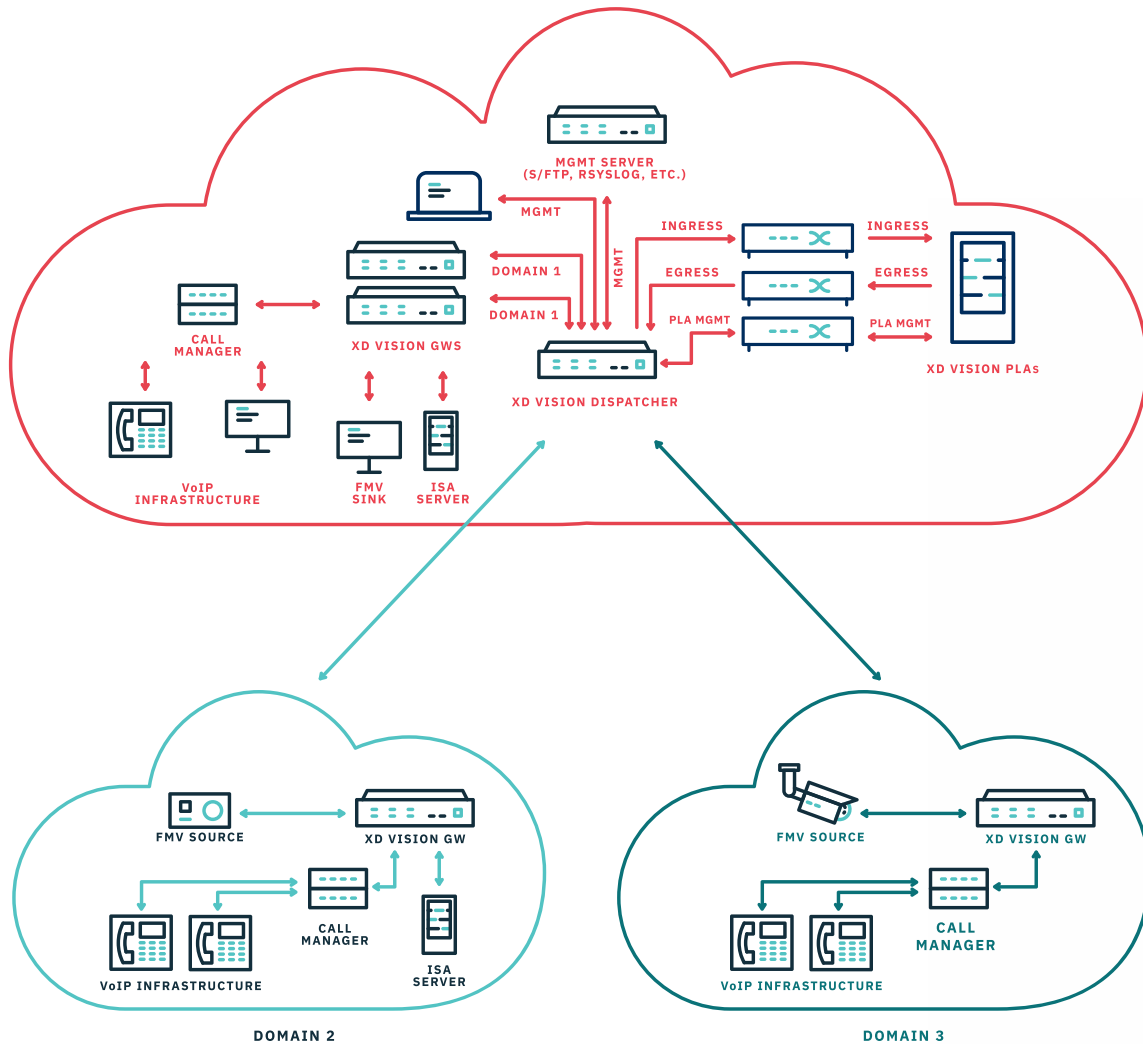 MGMT SERVER
(S/FTP, RSYSLOG, ETC.)
MGMT
MGMT
INGRESS
INGRESS
DOMAIN 1
EGRESS
EGRESS
DOMAIN 1
PLA MGMT
PLA MGMT
CALL
MANAGER
XD VISION GWS
XD VISION PLAs
XD VISION DISPATCHER
VoIP
INFRASTRUCTURE
FMV
SINK
ISA
SERVER
FMV SOURCE
XD VISION GW
CALL
MANAGER
ISA
SERVER
VoIP INFRASTRUCTURE
DOMAIN 2
FMV SOURCE
XD VISION GW
CALL
MANAGER
VoIP INFRASTRUCTURE
DOMAIN 3